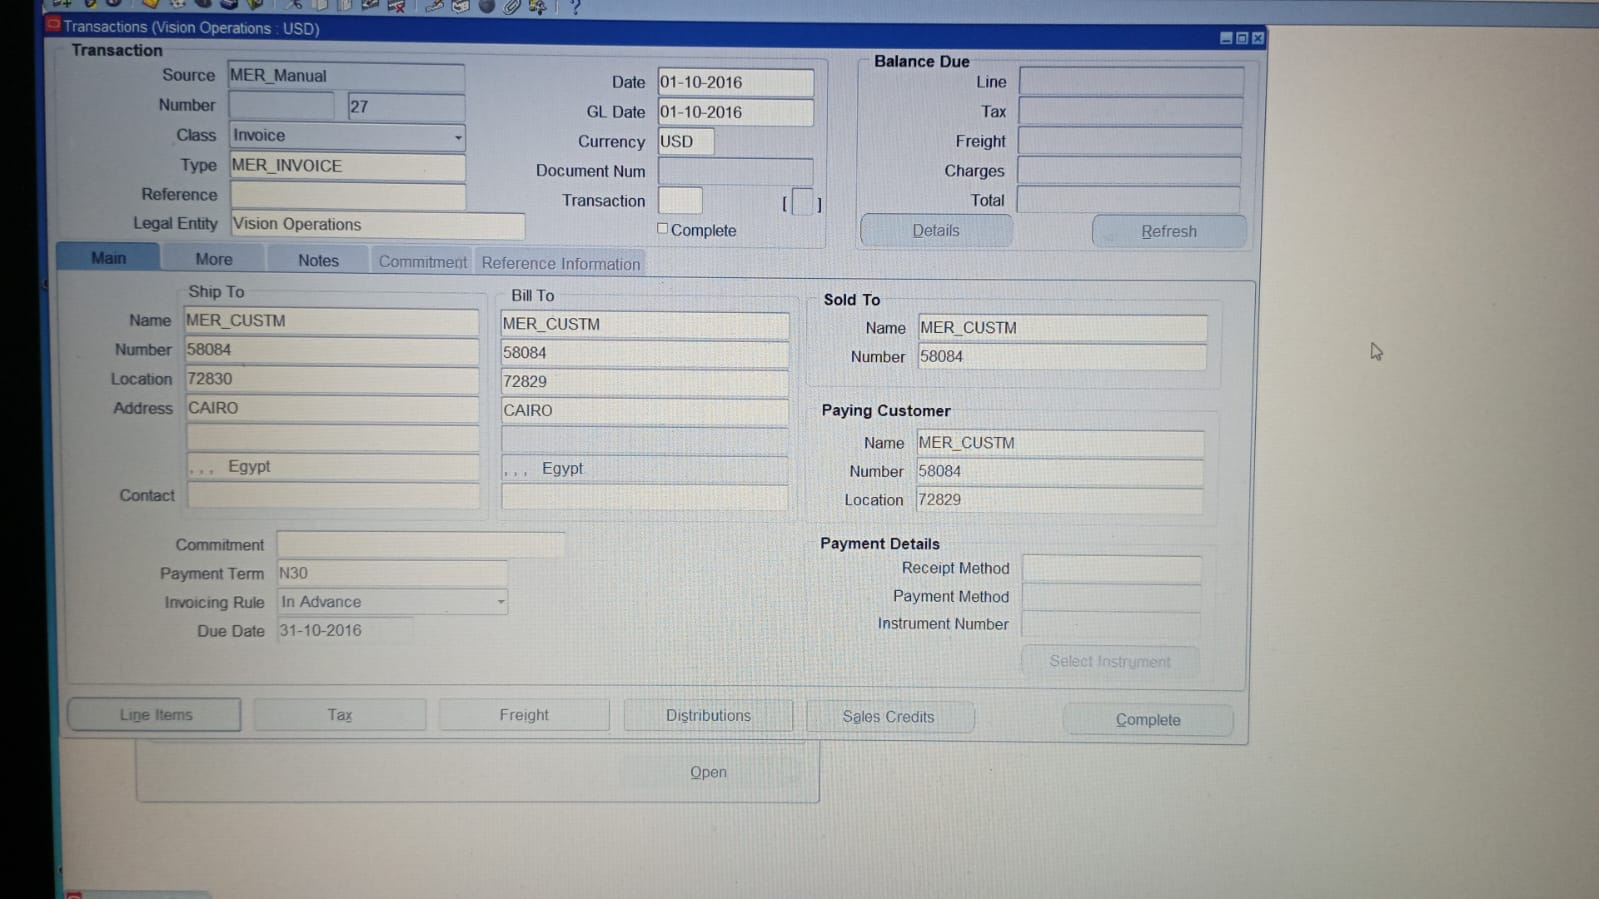 Transactions (Vision Operations : USD)
Transaction
Source MER_Manual
Number 27
Class Invoice
Type MER_INVOICE
Reference
Legal Entity Vision Operations
Date 01-10-2016
GL Date 01-10-2016
Currency USD
Document Num
Transaction [ ]
Complete
Balance Due
Line
Tax
Freight
Charges
Total
Details Refresh
Main More Notes Commitment Reference Information
Ship To
Name MER_CUSTM
Number 58084
Location 72830
Address CAIRO
, , , Egypt
Contact
Bill To
MER_CUSTM
58084
72829
CAIRO
, , , Egypt
Sold To
Name MER_CUSTM
Number 58084
Paying Customer
Name MER_CUSTM
Number 58084
Location 72829
Commitment
Payment Term N30
Invoicing Rule In Advance
Due Date 31-10-2016
Payment Details
Receipt Method
Payment Method
Instrument Number
Select Instrument
Line Items Tax Freight Distributions Sales Credits Complete
Open